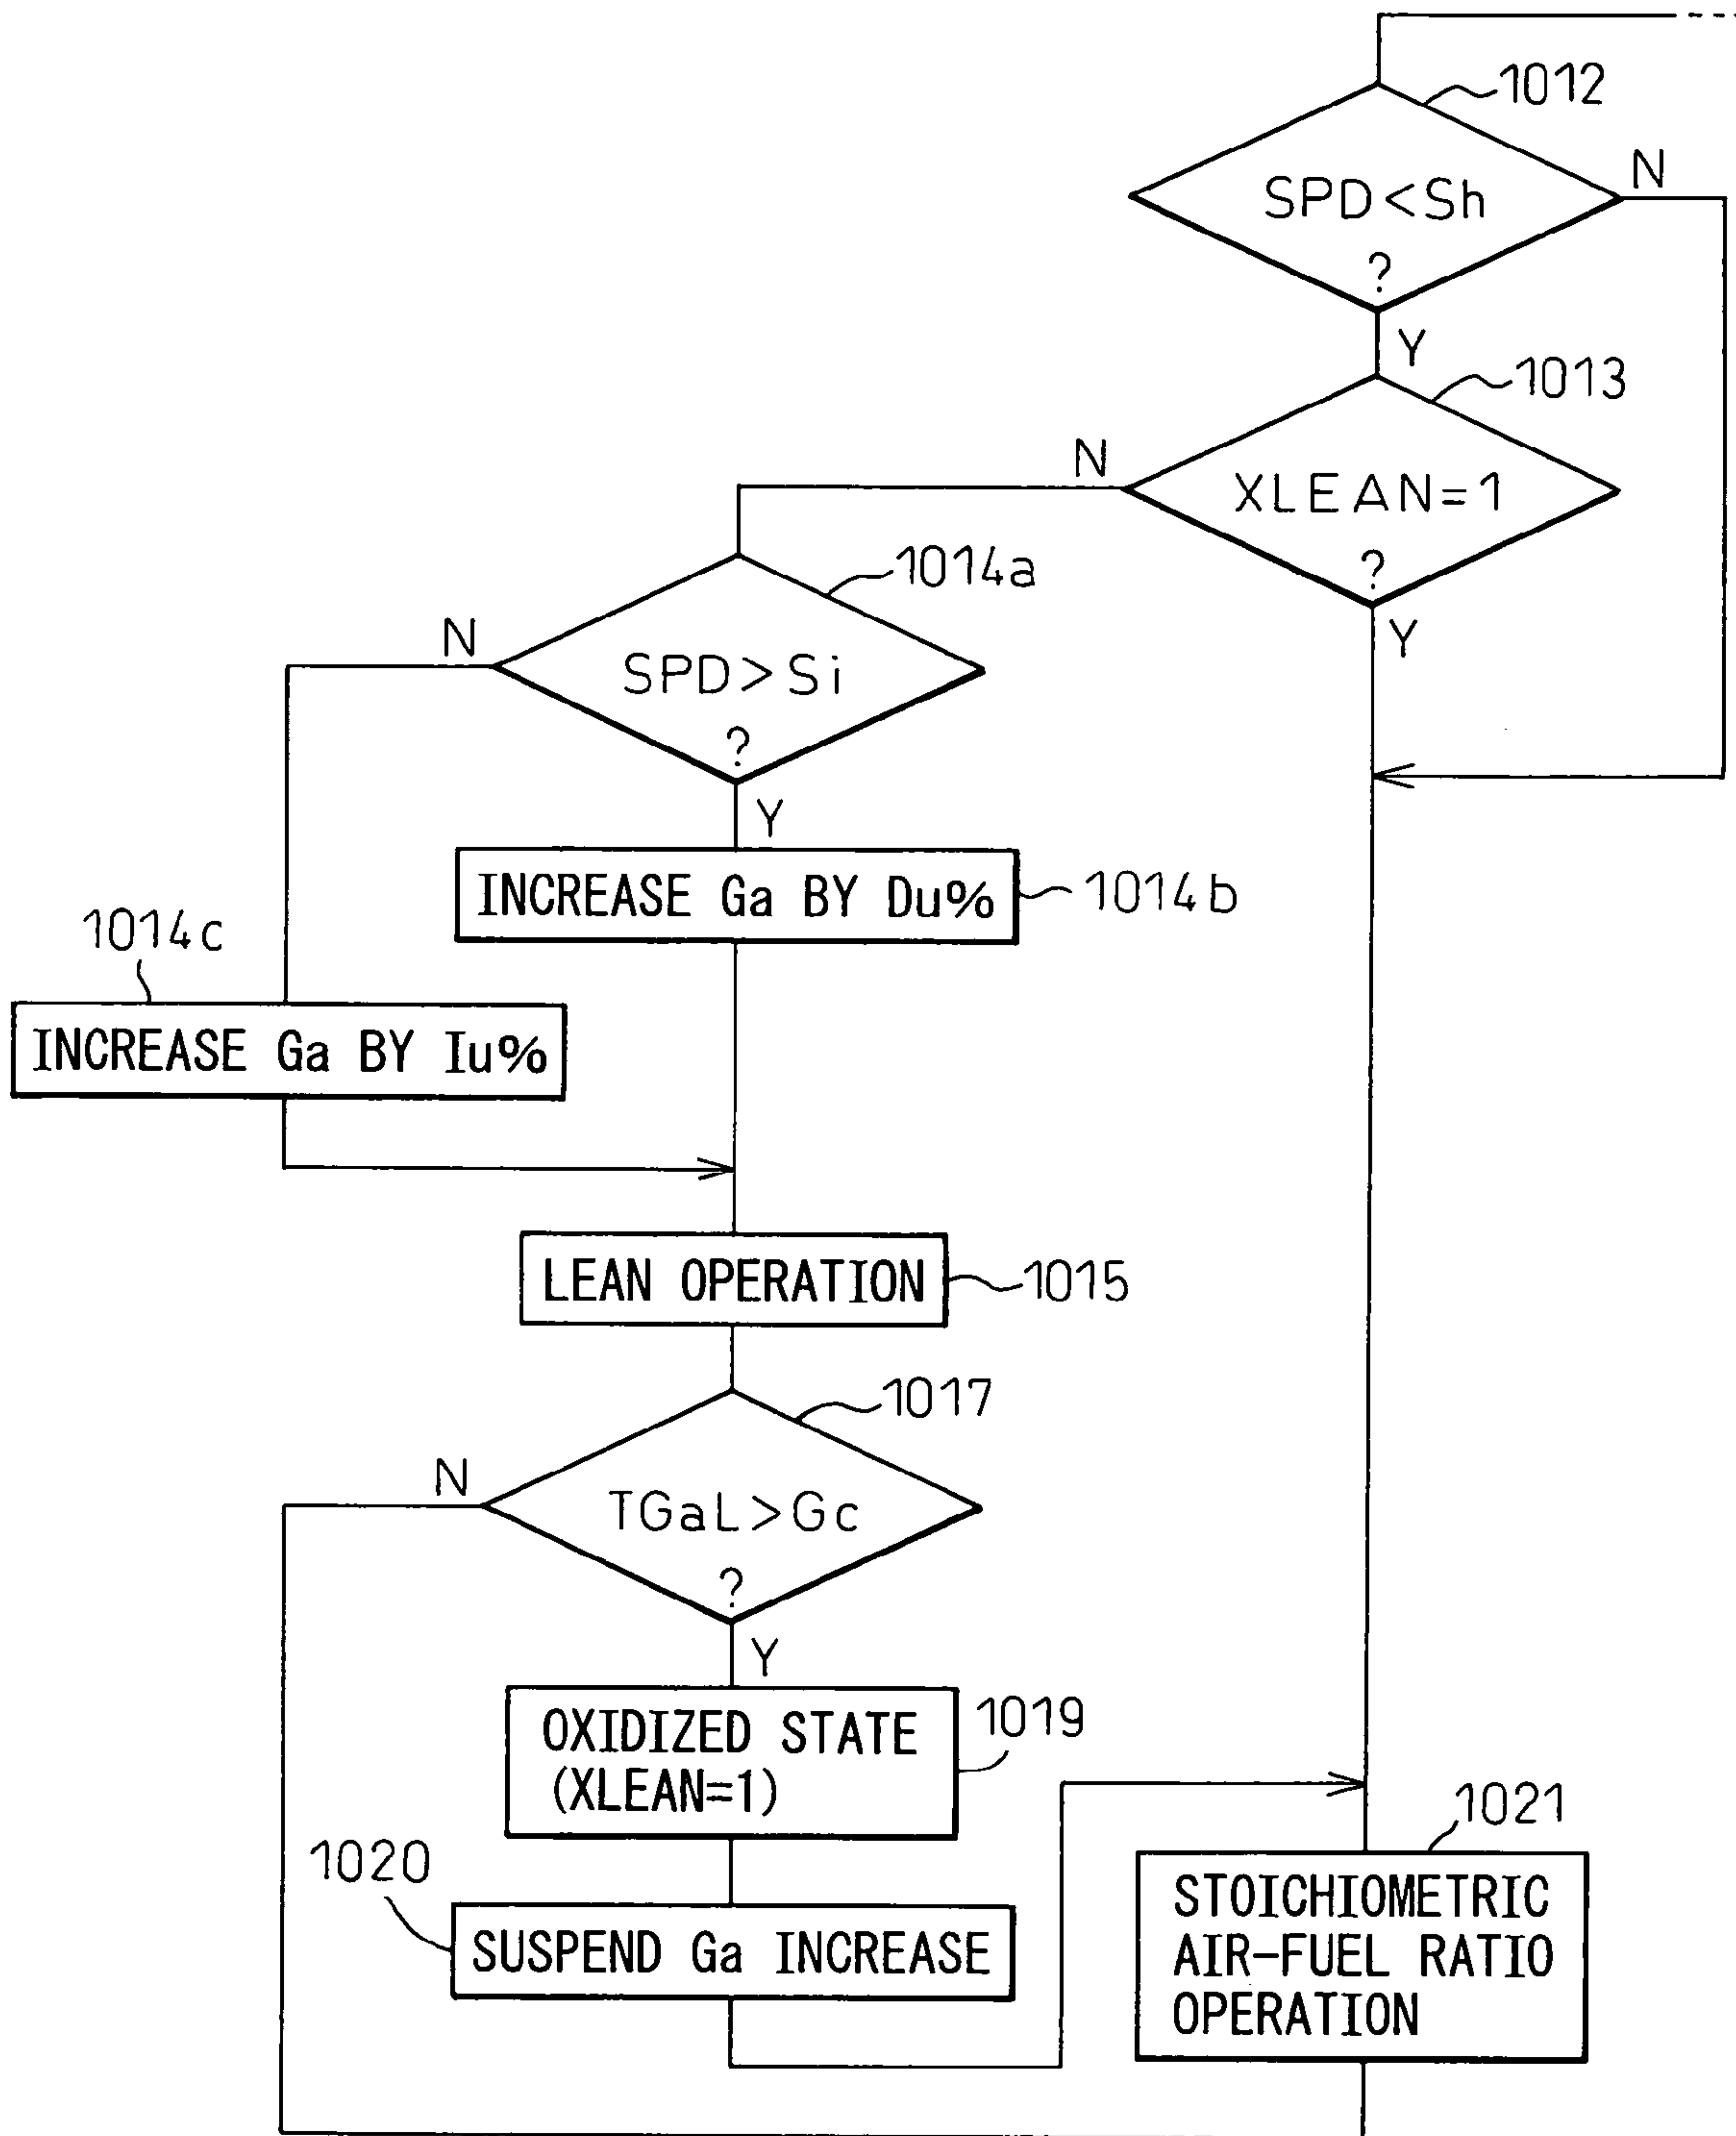 1012
SPD<Sh
?
N
Y
1013
XLEAN=1
?
N
Y
1014a
SPD>Si
?
N
Y
INCREASE Ga BY Du%
1014b
1014c
INCREASE Ga BY Iu%
LEAN OPERATION
1015
1017
TGaL>Gc
?
N
Y
OXIDIZED STATE
(XLEAN=1)
1019
1020
SUSPEND Ga INCREASE
1021
STOICHIOMETRIC
AIR-FUEL RATIO
OPERATION